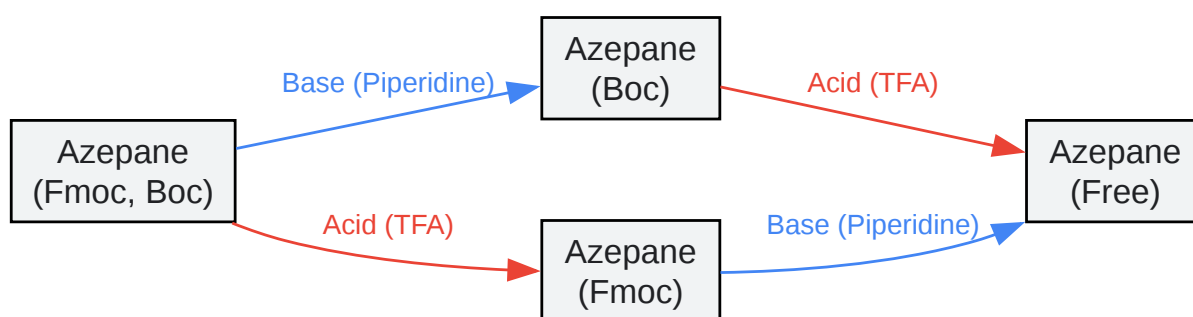 Azepane
(Fmoc, Boc)
Base (Piperidine)
Azepane
(Boc)
Acid (TFA)
Acid (TFA)
Azepane
(Fmoc)
Base (Piperidine)
Azepane
(Free)